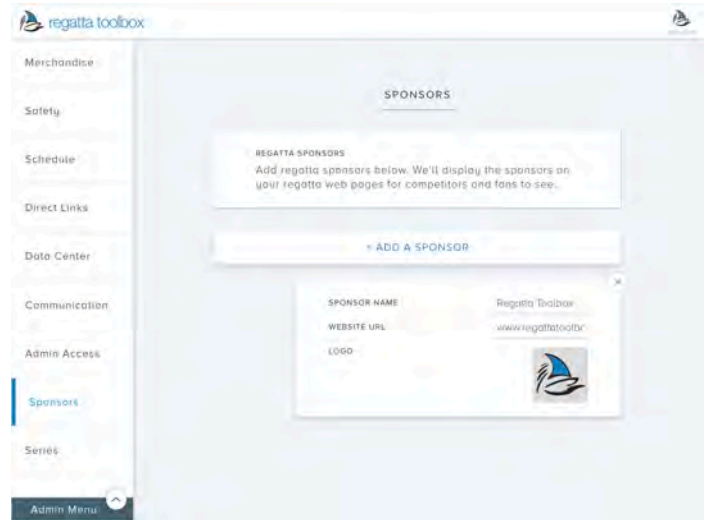 regatta toolbox
Merchandise
Safety
Schedule
Direct Links
Data Center
Communication
Admin Access
Sponsors
Series
Admin Menu
SPONSORS
REGATTA SPONSORS
Add regatta sponsors below. We'll display the sponsors on
your regatta web pages for competitors and fans to see.
+ ADD A SPONSOR
SPONSOR NAME
Regatta Toolbox
WEBSITE URL
www.regattatoolbr
LOGO